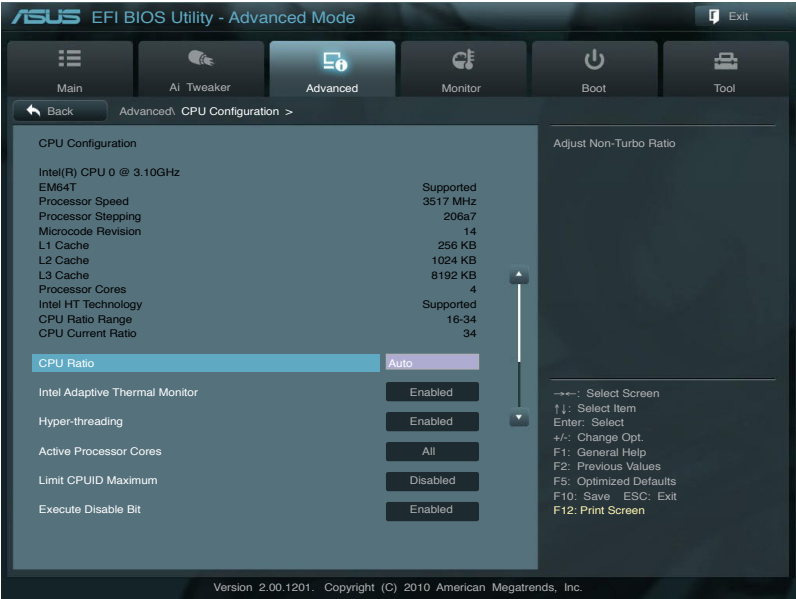 ASUS EFI BIOS Utility - Advanced Mode
Exit
Main
Ai Tweaker
Advanced
Monitor
Boot
Tool
Back
Advanced\ CPU Configuration >
CPU Configuration
Intel(R) CPU 0 @ 3.10GHz
EM64T Supported
Processor Speed 3517 MHz
Processor Stepping 206a7
Microcode Revision 14
L1 Cache 256 KB
L2 Cache 1024 KB
L3 Cache 8192 KB
Processor Cores 4
Intel HT Technology Supported
CPU Ratio Range 16-34
CPU Current Ratio 34
CPU Ratio Auto
Intel Adaptive Thermal Monitor Enabled
Hyper-threading Enabled
Active Processor Cores All
Limit CPUID Maximum Disabled
Execute Disable Bit Enabled
Adjust Non-Turbo Ratio
→←: Select Screen
↑↓: Select Item
Enter: Select
+/-: Change Opt.
F1: General Help
F2: Previous Values
F5: Optimized Defaults
F10: Save ESC: Exit
F12: Print Screen
Version 2.00.1201. Copyright (C) 2010 American Megatrends, Inc.